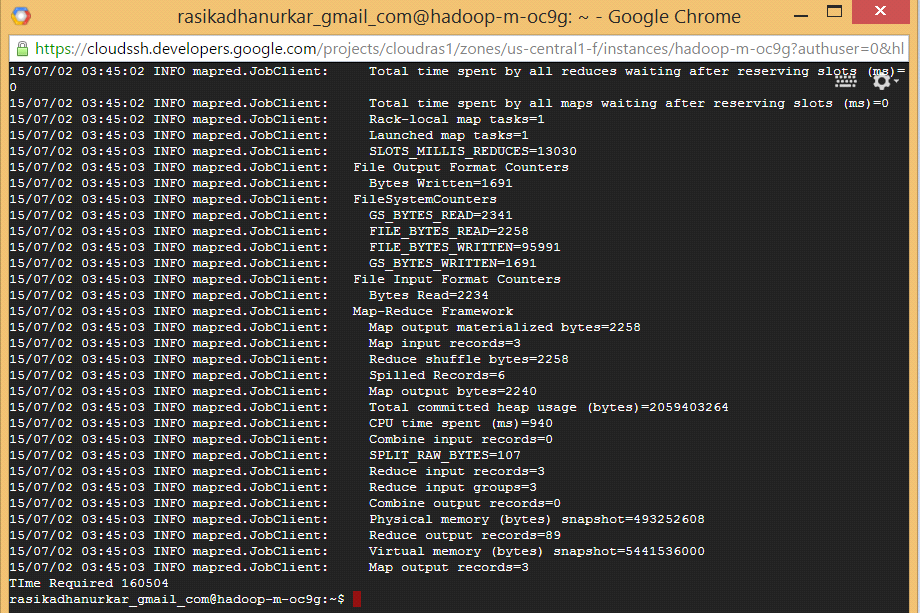 rasikadhanurkar_gmail_com@hadoop-m-oc9g: ~ - Google Chrome
https://cloudssh.developers.google.com/projects/cloudras1/zones/us-central1-f/instances/hadoop-m-oc9g?authuser=0&hl
15/07/02 03:45:02 INFO mapred.JobClient:     Total time spent by all reduces waiting after reserving slots (ms)=
0
15/07/02 03:45:02 INFO mapred.JobClient:     Total time spent by all maps waiting after reserving slots (ms)=0
15/07/02 03:45:03 INFO mapred.JobClient:     Rack-local map tasks=1
15/07/02 03:45:03 INFO mapred.JobClient:     Launched map tasks=1
15/07/02 03:45:03 INFO mapred.JobClient:     SLOTS_MILLIS_REDUCES=13030
15/07/02 03:45:03 INFO mapred.JobClient:   File Output Format Counters
15/07/02 03:45:03 INFO mapred.JobClient:     Bytes Written=1691
15/07/02 03:45:03 INFO mapred.JobClient:   FileSystemCounters
15/07/02 03:45:03 INFO mapred.JobClient:     GS_BYTES_READ=2341
15/07/02 03:45:03 INFO mapred.JobClient:     FILE_BYTES_READ=2258
15/07/02 03:45:03 INFO mapred.JobClient:     FILE_BYTES_WRITTEN=95991
15/07/02 03:45:03 INFO mapred.JobClient:     GS_BYTES_WRITTEN=1691
15/07/02 03:45:03 INFO mapred.JobClient:   File Input Format Counters
15/07/02 03:45:03 INFO mapred.JobClient:     Bytes Read=2234
15/07/02 03:45:03 INFO mapred.JobClient:   Map-Reduce Framework
15/07/02 03:45:03 INFO mapred.JobClient:     Map output materialized bytes=2258
15/07/02 03:45:03 INFO mapred.JobClient:     Map input records=3
15/07/02 03:45:03 INFO mapred.JobClient:     Reduce shuffle bytes=2258
15/07/02 03:45:03 INFO mapred.JobClient:     Spilled Records=6
15/07/02 03:45:03 INFO mapred.JobClient:     Map output bytes=2240
15/07/02 03:45:03 INFO mapred.JobClient:     Total committed heap usage (bytes)=2059403264
15/07/02 03:45:03 INFO mapred.JobClient:     CPU time spent (ms)=940
15/07/02 03:45:03 INFO mapred.JobClient:     Combine input records=0
15/07/02 03:45:03 INFO mapred.JobClient:     SPLIT_RAW_BYTES=107
15/07/02 03:45:03 INFO mapred.JobClient:     Reduce input records=3
15/07/02 03:45:03 INFO mapred.JobClient:     Reduce input groups=3
15/07/02 03:45:03 INFO mapred.JobClient:     Combine output records=0
15/07/02 03:45:03 INFO mapred.JobClient:     Physical memory (bytes) snapshot=493252608
15/07/02 03:45:03 INFO mapred.JobClient:     Reduce output records=89
15/07/02 03:45:03 INFO mapred.JobClient:     Virtual memory (bytes) snapshot=5441536000
15/07/02 03:45:03 INFO mapred.JobClient:     Map output records=3
TIme Required 160504
rasikadhanurkar_gmail_com@hadoop-m-oc9g:~$